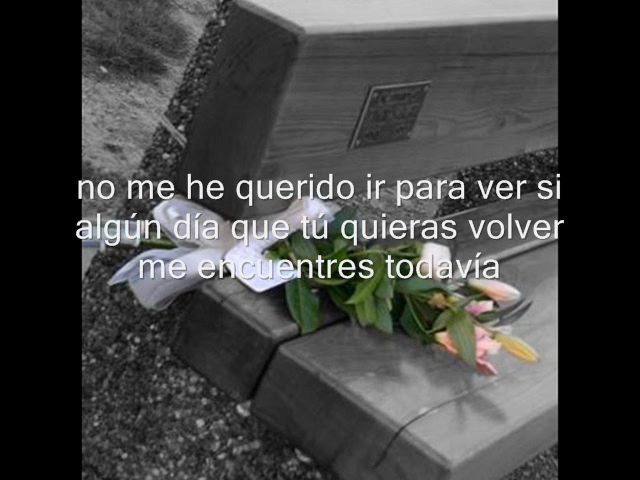 no me he querido ir para ver si
algún día que tú quieras volver
me encuentres todavía